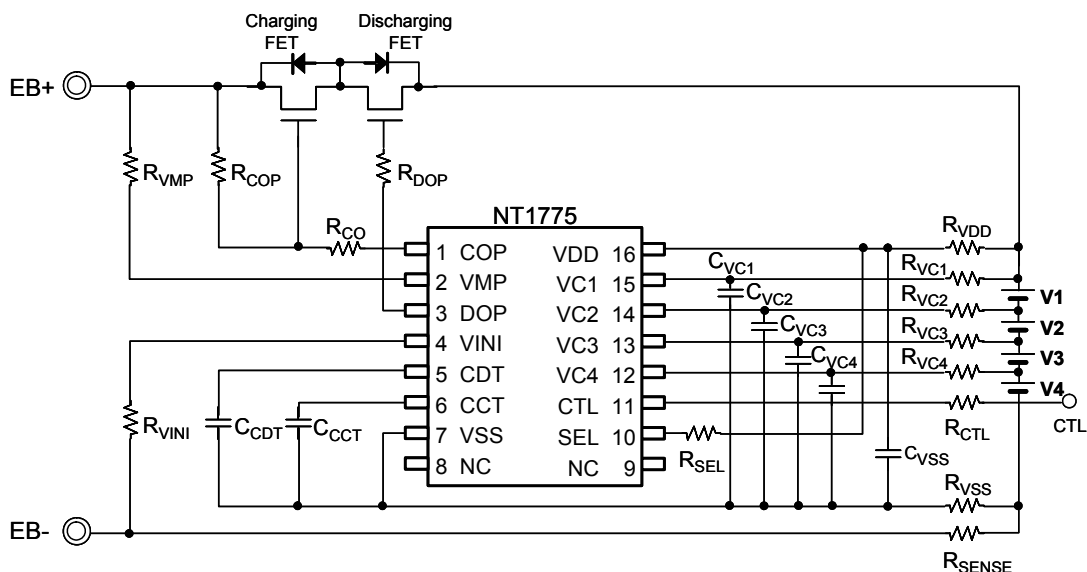 Charging
FET
Discharging
FET
EB+
RVMP
RCOP
RDOP
RCO
NT1775
RVDD
1 COP
VDD 16
CVC1
RVC1
2 VMP
VC1 15
V1
CVC2
RVC2
3 DOP
VC2 14
V2
CVC3
RVC3
4 VINI
VC3 13
V3
CVC4
RVC4
5 CDT
VC4 12
V4
6 CCT
CTL 11
RCTL
CTL
RVINI
CCDT
CCCT
7 VSS
SEL 10
RSEL
CVSS
8 NC
NC 9
RVSS
EB-
RSENSE